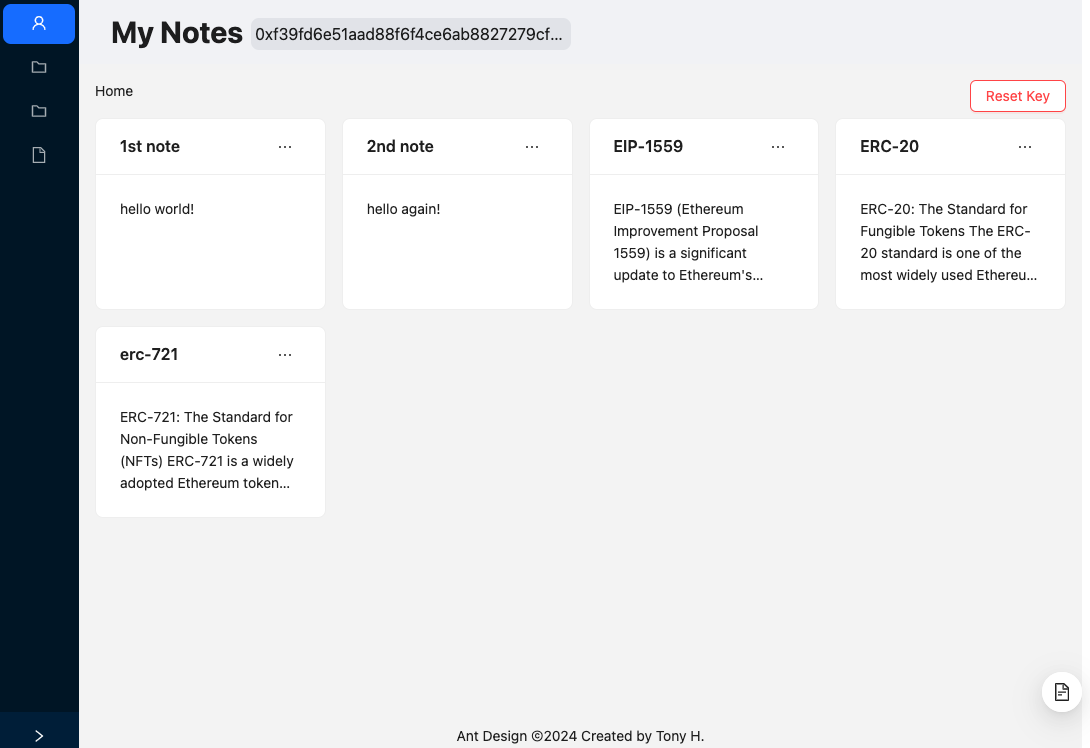 My Notes 0xf39fd6e51aad88f6f4ce6ab8827279cf...
Home
Reset Key
1st note
hello world!
2nd note
hello again!
EIP-1559
EIP-1559 (Ethereum
Improvement Proposal
1559) is a significant
update to Ethereum's...
ERC-20
ERC-20: The Standard for
Fungible Tokens The ERC-
20 standard is one of the
most widely used Ethereu...
erc-721
ERC-721: The Standard for
Non-Fungible Tokens
(NFTs) ERC-721 is a widely
adopted Ethereum token...
Ant Design ©2024 Created by Tony H.